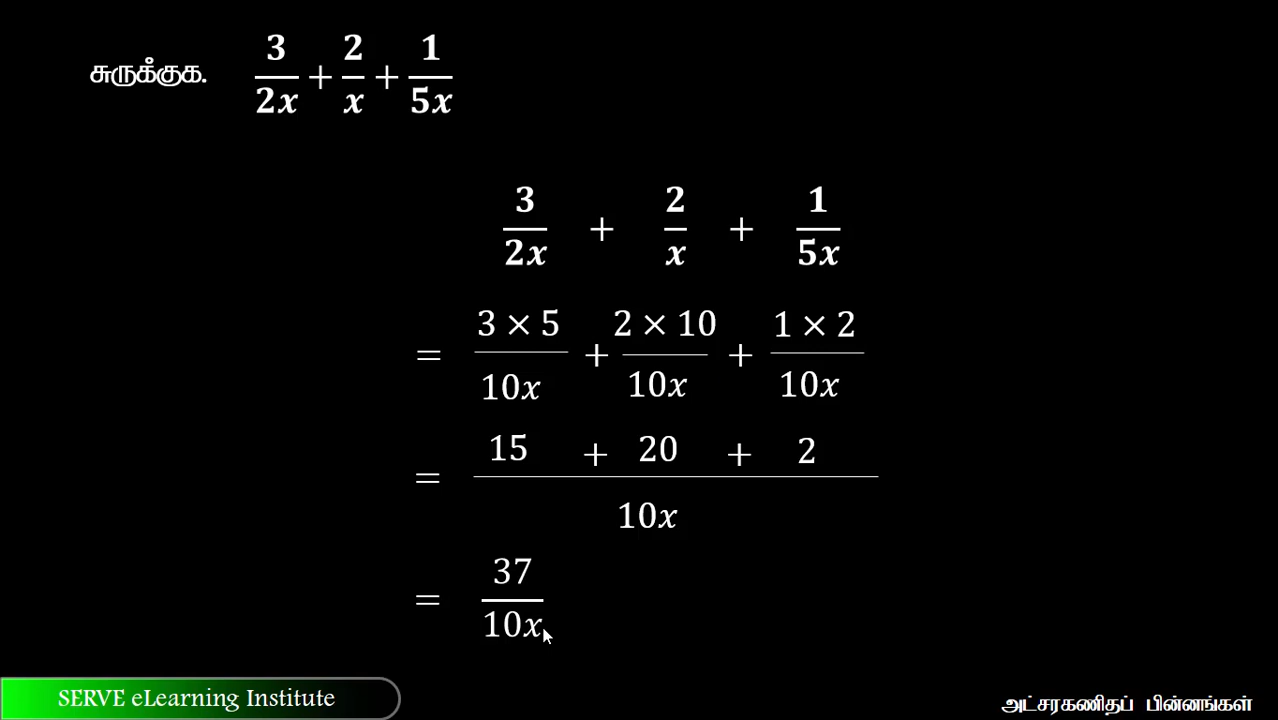 சுருக்குக. 3/2x + 2/x + 1/5x
3/2x + 2/x + 1/5x
= 3 × 5/10x + 2 × 10/10x + 1 × 2/10x
= 15 + 20 + 2/10x
= 37/10x
SERVE eLearning Institute
அட்சரகணிதப் பின்னங்கள்